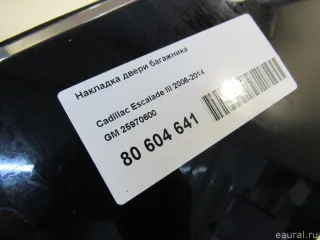 Накладка двери багажника
Cadillac Escalade III 2006-2014
GM 25970600
80 604 641
eaural.ru